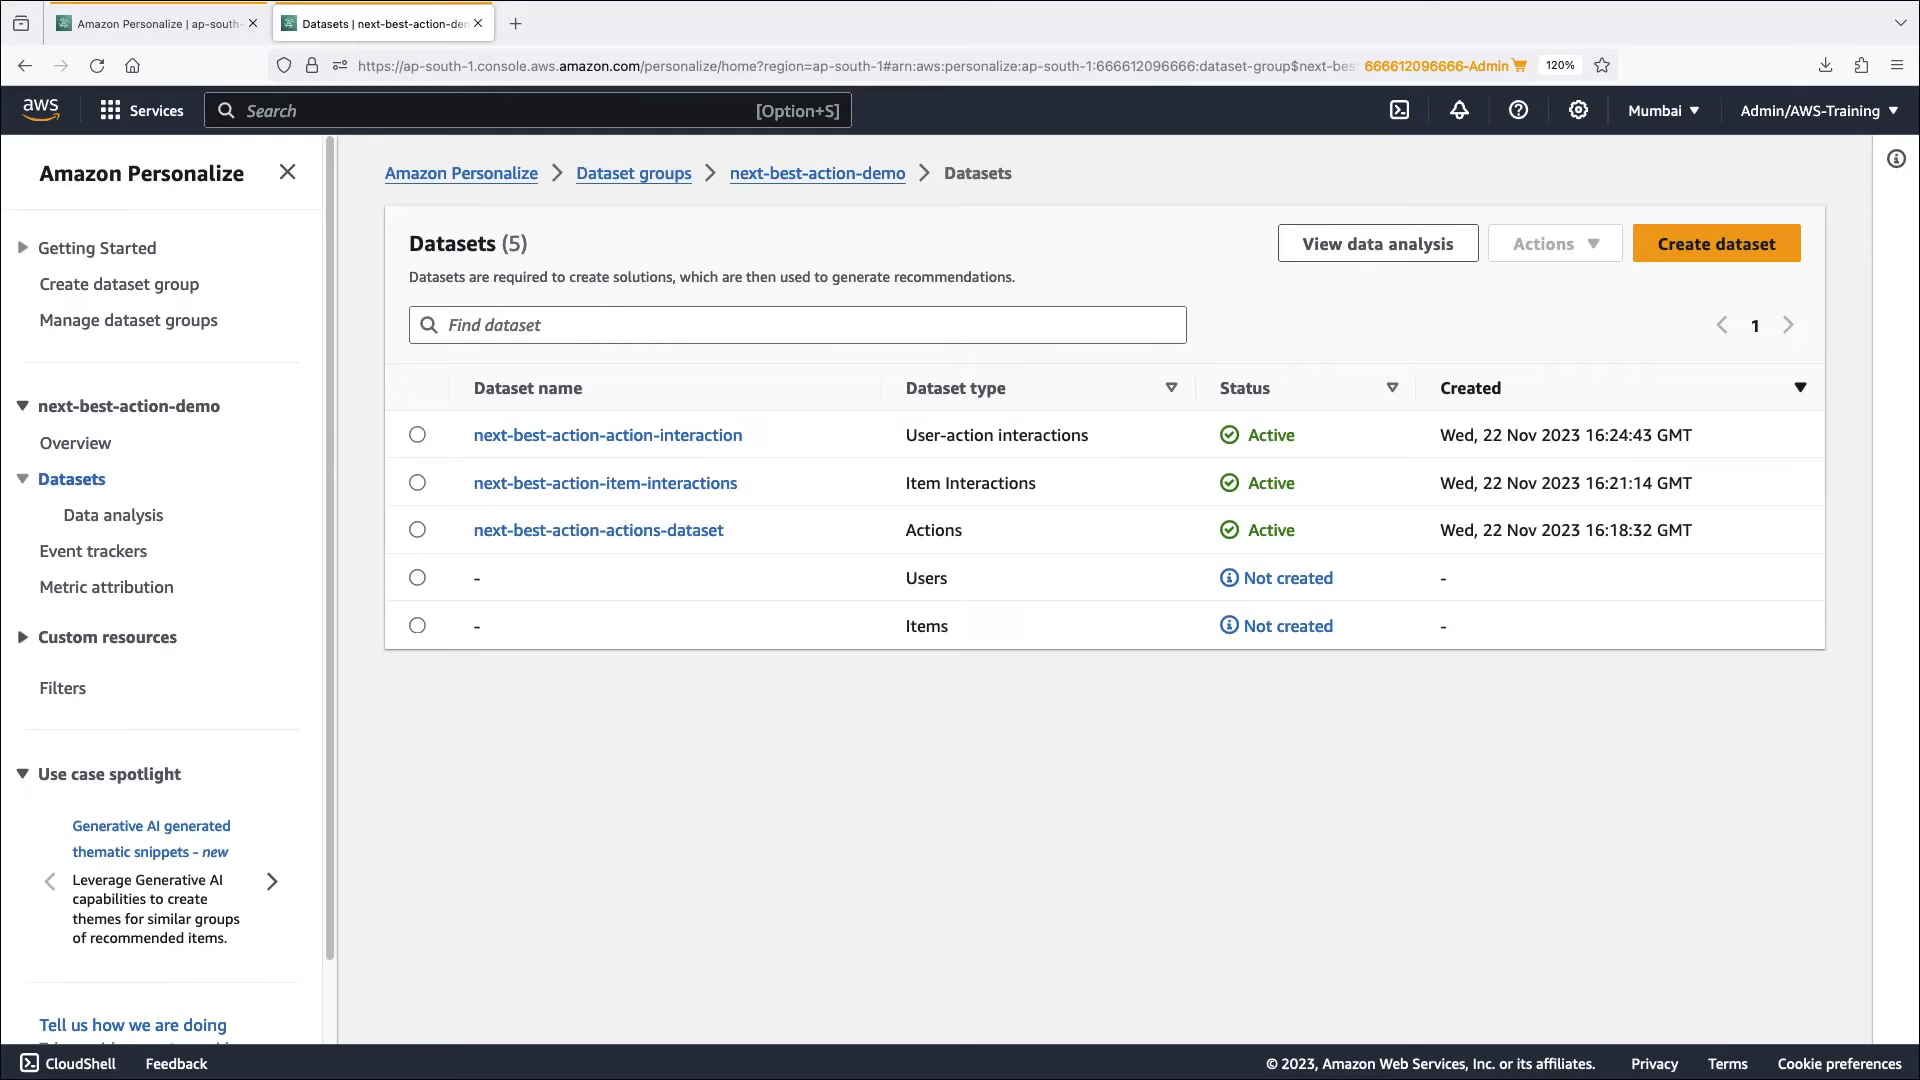 Amazon Personalize | ap-south-
Datasets | next-best-action-der
https://ap-south-1.console.aws.amazon.com/personalize/home?region=ap-south-1#arn:aws:personalize:ap-south-1:666612096666:dataset-group$next-bes
666612096666-Admin
120%
aws
Services
Search
[Option+S]
Mumbai
Admin/AWS-Training
Amazon Personalize
Getting Started
Create dataset group
Manage dataset groups
next-best-action-demo
Overview
Datasets
Data analysis
Event trackers
Metric attribution
Custom resources
Filters
Use case spotlight
Generative AI generated
thematic snippets - new
Leverage Generative AI
capabilities to create
themes for similar groups
of recommended items.
Tell us how we are doing
Amazon Personalize > Dataset groups > next-best-action-demo > Datasets
Datasets (5)
View data analysis
Actions
Create dataset
Datasets are required to create solutions, which are then used to generate recommendations.
Find dataset
1
Dataset name Dataset type Status Created
next-best-action-action-interaction User-action interactions Active Wed, 22 Nov 2023 16:24:43 GMT
next-best-action-item-interactions Item Interactions Active Wed, 22 Nov 2023 16:21:14 GMT
next-best-action-actions-dataset Actions Active Wed, 22 Nov 2023 16:18:32 GMT
- Users Not created -
- Items Not created -
CloudShell
Feedback
© 2023, Amazon Web Services, Inc. or its affiliates.
Privacy
Terms
Cookie preferences